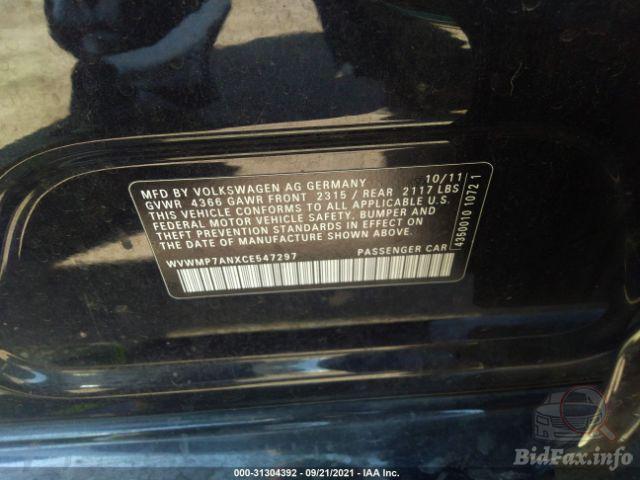 10/11
MFD BY VOLKSWAGEN AG GERMANY
GVWR 4366 GAWR FRONT 2315 / REAR 2117 LBS
THIS VEHICLE CONFORMS TO ALL APPLICABLE U.S.
FEDERAL MOTOR VEHICLE SAFETY, BUMPER AND
THEFT PREVENTION STANDARDS IN EFFECT ON
THE DATE OF MANUFACTURE SHOWN ABOVE.
WVWMP7ANXCE547297 PASSENGER CAR
4350010 1072 1
000-31304392 - 09/21/2021 - IAA Inc.
BidFax.info